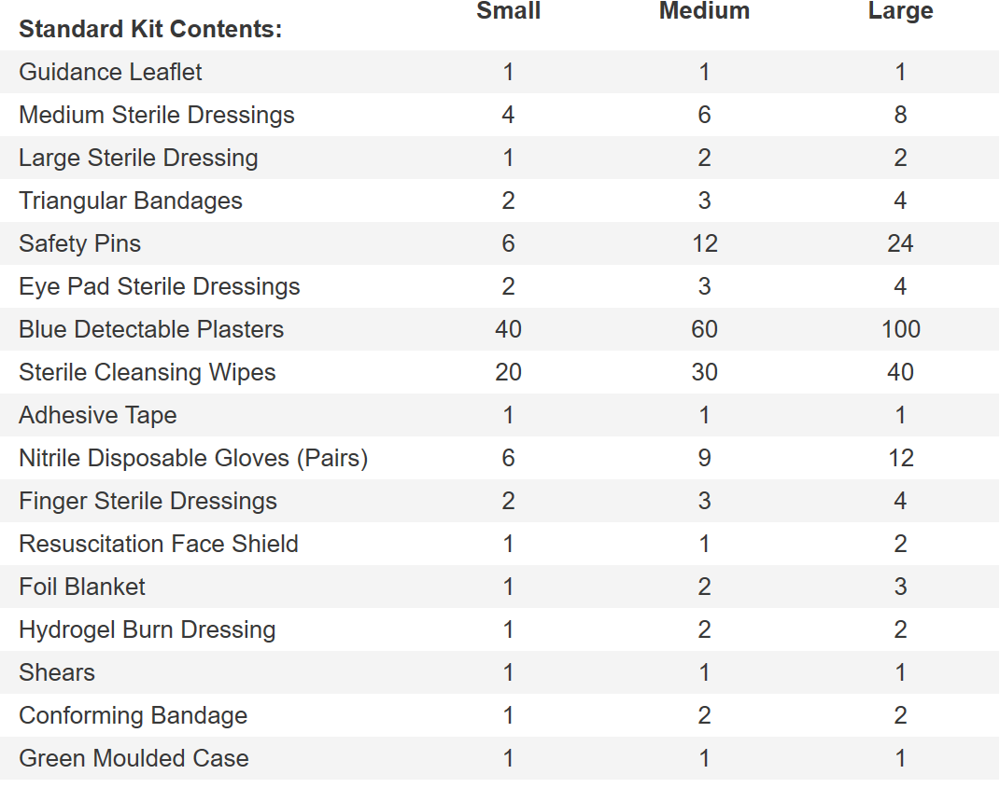 Small Medium Large
Standard Kit Contents:
Guidance Leaflet 1 1 1
Medium Sterile Dressings 4 6 8
Large Sterile Dressing 1 2 2
Triangular Bandages 2 3 4
Safety Pins 6 12 24
Eye Pad Sterile Dressings 2 3 4
Blue Detectable Plasters 40 60 100
Sterile Cleansing Wipes 20 30 40
Adhesive Tape 1 1 1
Nitrile Disposable Gloves (Pairs) 6 9 12
Finger Sterile Dressings 2 3 4
Resuscitation Face Shield 1 1 2
Foil Blanket 1 2 3
Hydrogel Burn Dressing 1 2 2
Shears 1 1 1
Conforming Bandage 1 2 2
Green Moulded Case 1 1 1